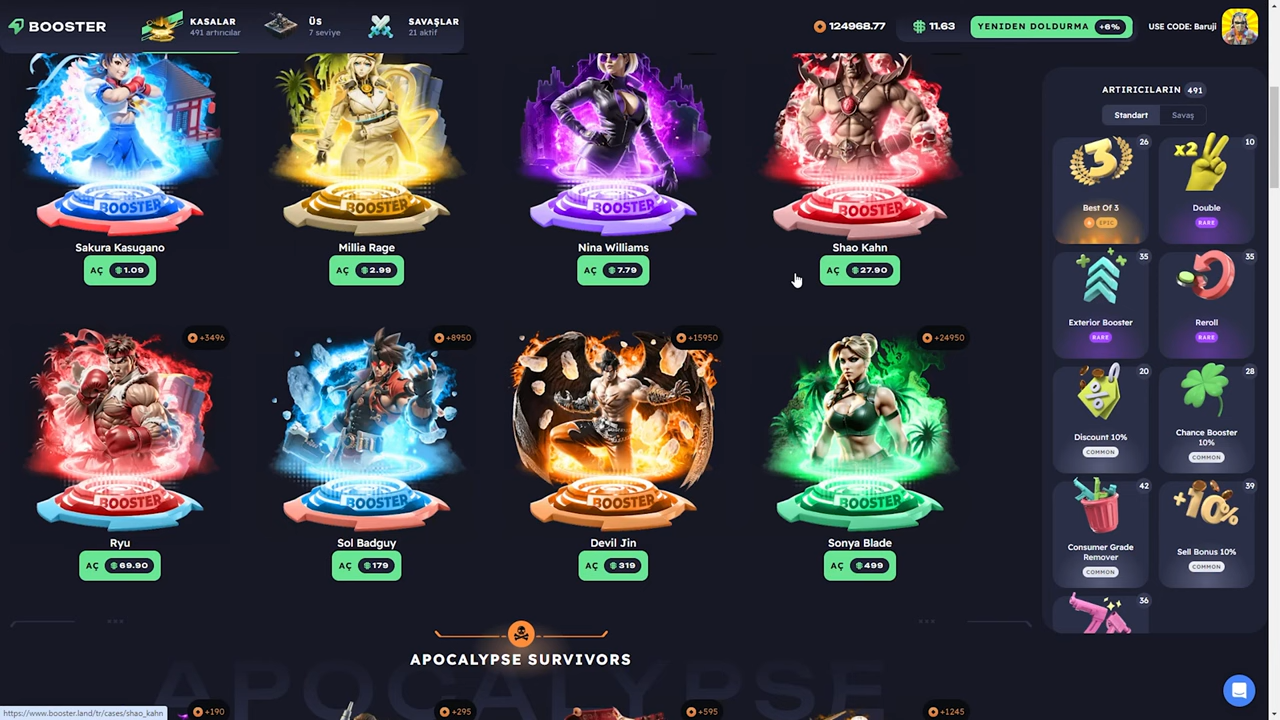 BOOSTER
KASALAR
491 artırıcılar
ÜS
7 seviye
SAVAŞLAR
21 aktif
124968.77
11.63
YENİDEN DOLDURMA +6%
USE CODE: Baruji
BOOSTER
BOOSTER
BOOSTER
BOOSTER
Sakura Kasugano
Millia Rage
Nina Williams
Shao Kahn
AÇ $1.09
AÇ $2.99
AÇ $7.79
AÇ $27.90
+3496
+8950
+15950
+24950
BOOSTER
BOOSTER
BOOSTER
BOOSTER
Ryu
Sol Badguy
Devil Jin
Sonya Blade
AÇ $69.90
AÇ $179
AÇ $319
AÇ $499
APOCALYPSE SURVIVORS
APOCALYPSE
+190
+295
+595
+1245
ARTIRICILARIN 491
Standart
Savaş
26
3
Best Of 3
EPIC
10
x2
Double
RARE
35
Exterior Booster
RARE
35
Reroll
RARE
20
Discount 10%
COMMON
28
Chance Booster
10%
COMMON
42
Consumer Grade
Remover
COMMON
39
+10%
Sell Bonus 10%
COMMON
36
https://www.booster.land/tr/cases/shao_kahn